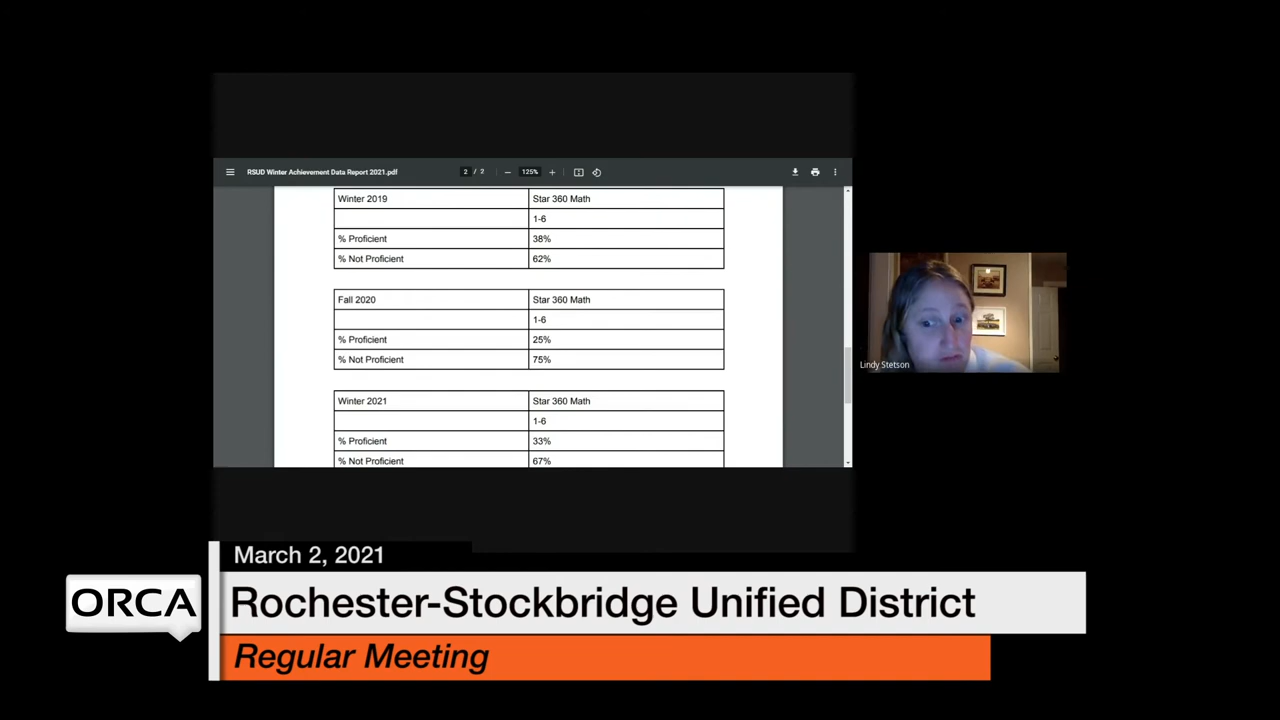 RSUD Winter Achievement Data Report 2021.pdf
2 / 2
125%
Winter 2019 Star 360 Math
1-6
% Proficient 38%
% Not Proficient 62%
Fall 2020 Star 360 Math
1-6
% Proficient 25%
% Not Proficient 75%
Winter 2021 Star 360 Math
1-6
% Proficient 33%
% Not Proficient 67%
Lindy Stetson
March 2, 2021
ORCA
Rochester-Stockbridge Unified District
Regular Meeting